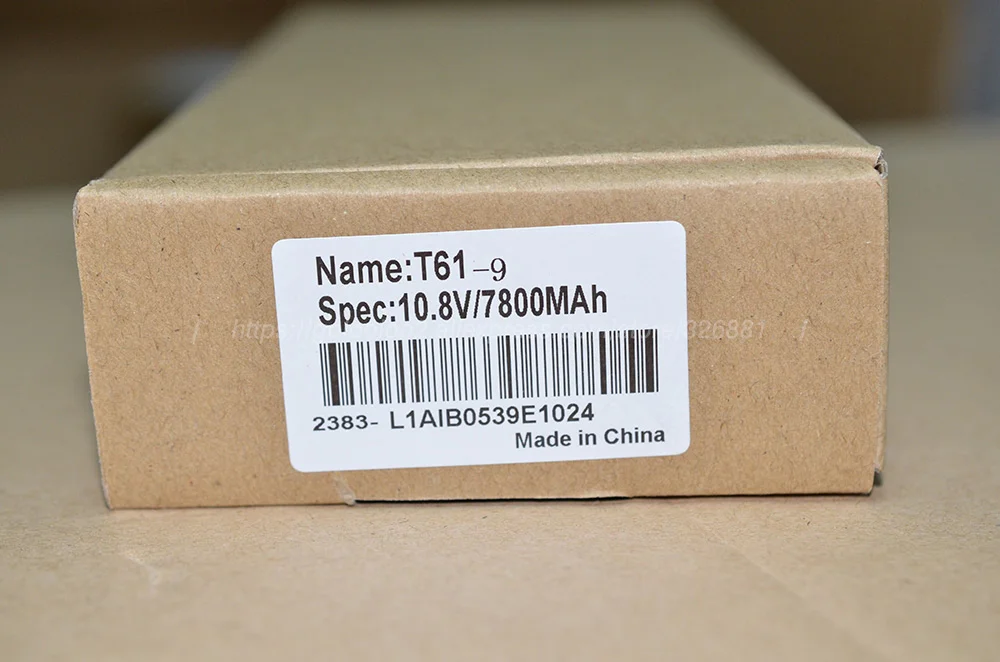 Name:T61-9
Spec:10.8V/7800MAh
2383- L1AIB0539E1024
Made in China